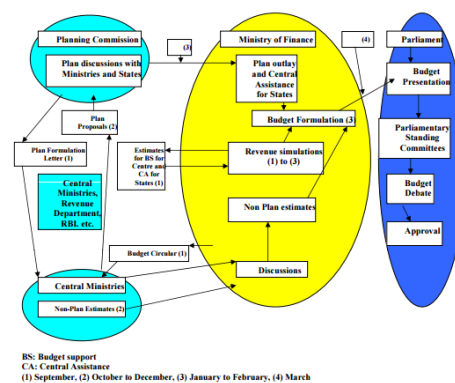 Planning Commission
(3)
Ministry of Finance
(4)
Parliament
Plan discussions with
Ministries and States
Plan outlay
and Central
Assistance
for States
Budget
Presentation
Plan
Proposals (2)
Budget Formulation (3)
Plan Formulation
Letter (1)
Estimates
for BS for
Centre and
CA for
States (1)
Revenue simulations
(1) to (3)
Parliamentary
Standing
Committees
Central
Ministries,
Revenue
Department,
RBI, etc.
Non Plan estimates
Budget
Debate
Approval
Budget Circular (1)
Discussions
Central Ministries
Non-Plan Estimates (2)
BS: Budget support
CA: Central Assistance
(1) September, (2) October to December, (3) January to February, (4) March